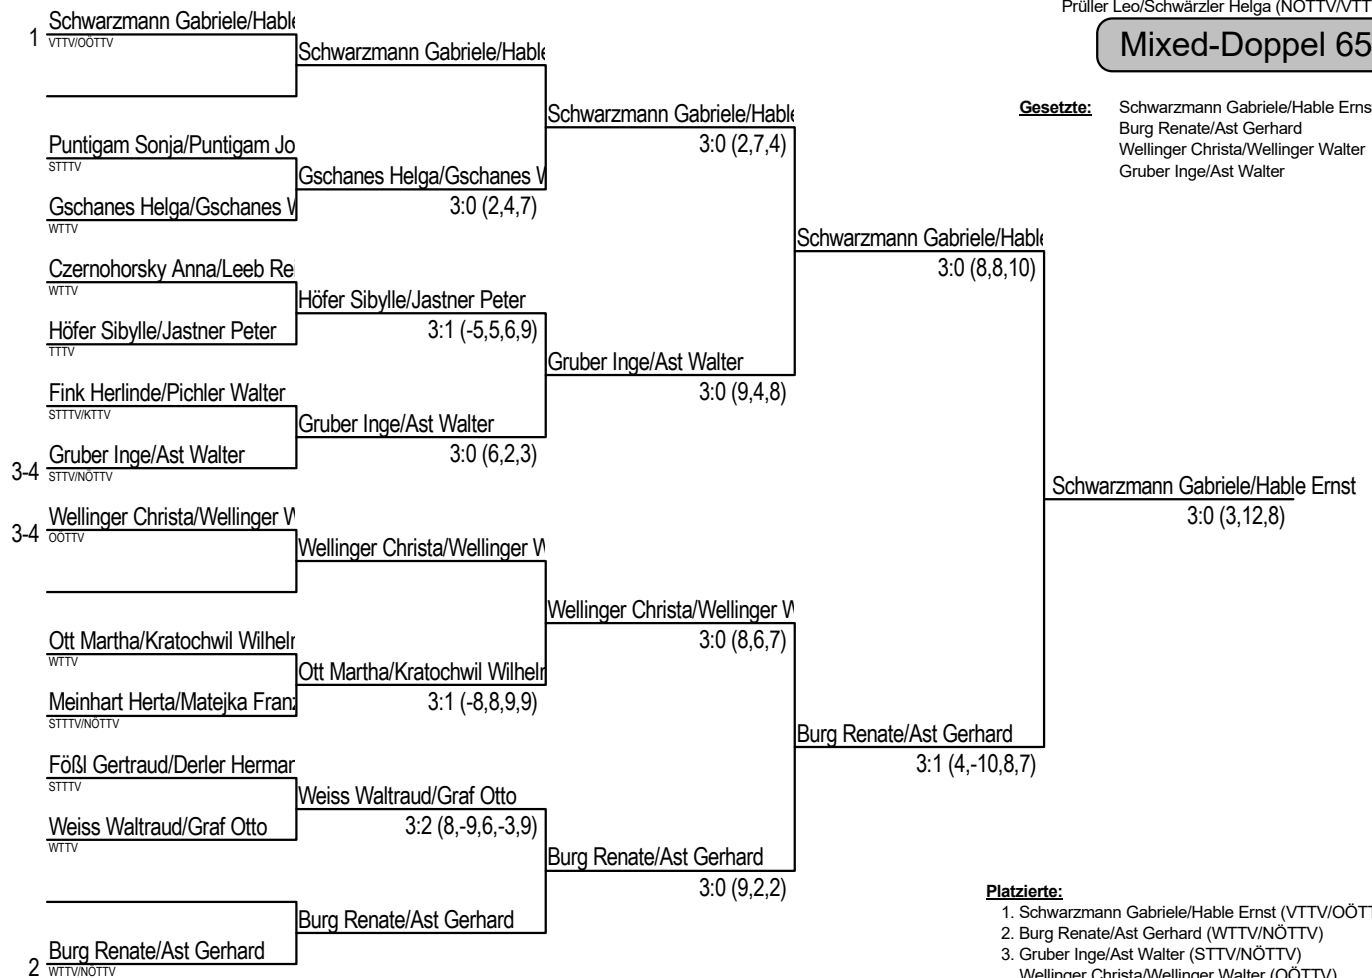 Prüller Leo/Schwärzler Helga (NÖTTV/VTT
Mixed-Doppel 65
Gesetzte: Schwarzmann Gabriele/Hable Erns
Burg Renate/Ast Gerhard
Wellinger Christa/Wellinger Walter
Gruber Inge/Ast Walter
1 Schwarzmann Gabriele/Hable
VTTV/OÖTTV
Puntigam Sonja/Puntigam Jo
STTTV
Gschanes Helga/Gschanes W
WTTV
Czernohorsky Anna/Leeb Rei
WTTV
Höfer Sibylle/Jastner Peter
TTTV
Fink Herlinde/Pichler Walter
STTTV/KTTV
3-4 Gruber Inge/Ast Walter
STTV/NÖTTV
3-4 Wellinger Christa/Wellinger W
OÖTTV
Ott Martha/Kratochwil Wilhelm
WTTV
Meinhart Herta/Matejka Franz
STTTV/NÖTTV
Fößl Gertraud/Derler Herman
STTTV
Weiss Waltraud/Graf Otto
WTTV
2 Burg Renate/Ast Gerhard
WTTV/NÖTTV
Schwarzmann Gabriele/Hable
Gschanes Helga/Gschanes W
3:0 (2,4,7)
Höfer Sibylle/Jastner Peter
3:1 (-5,5,6,9)
Gruber Inge/Ast Walter
3:0 (6,2,3)
Wellinger Christa/Wellinger W
Ott Martha/Kratochwil Wilhelm
3:1 (-8,8,9,9)
Weiss Waltraud/Graf Otto
3:2 (8,-9,6,-3,9)
Burg Renate/Ast Gerhard
Schwarzmann Gabriele/Hable
3:0 (2,7,4)
Gruber Inge/Ast Walter
3:0 (9,4,8)
Wellinger Christa/Wellinger W
3:0 (8,6,7)
Burg Renate/Ast Gerhard
3:0 (9,2,2)
Schwarzmann Gabriele/Hable
3:0 (8,8,10)
Burg Renate/Ast Gerhard
3:1 (4,-10,8,7)
Schwarzmann Gabriele/Hable Ernst
3:0 (3,12,8)
Platzierte:
1. Schwarzmann Gabriele/Hable Ernst (VTTV/OÖTT
2. Burg Renate/Ast Gerhard (WTTV/NÖTTV)
3. Gruber Inge/Ast Walter (STTV/NÖTTV)
Wellinger Christa/Wellinger Walter (OÖTTV)